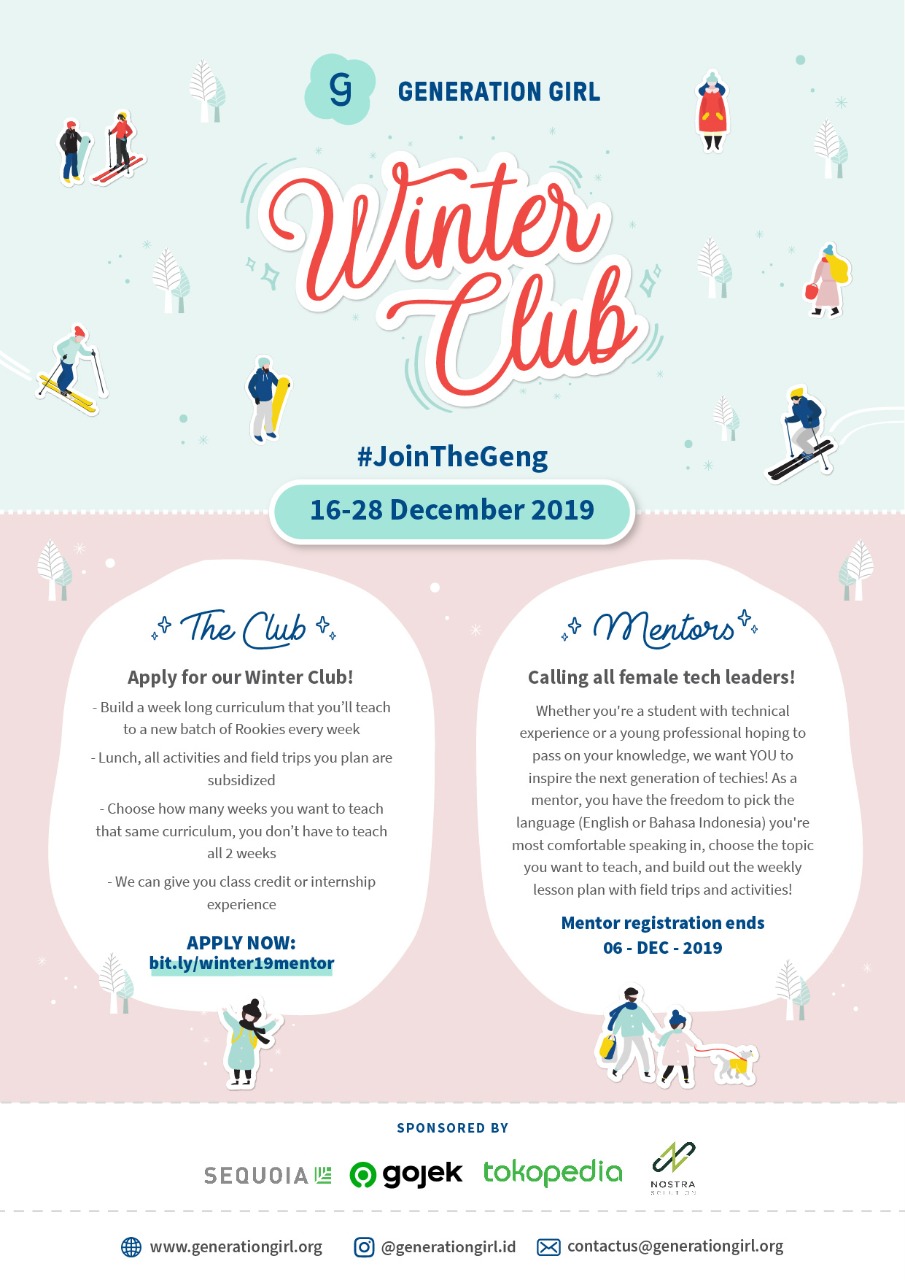 g
GENERATION GIRL
Winter
Club
#JoinTheGeng
16-28 December 2019
The Club
Apply for our Winter Club!
- Build a week long curriculum that you’ll teach
to a new batch of Rookies every week
- Lunch, all activities and field trips you plan are
subsidized
- Choose how many weeks you want to teach
that same curriculum, you don’t have to teach
all 2 weeks
- We can give you class credit or internship
experience
APPLY NOW:
bit.ly/winter19mentor
Mentors
Calling all female tech leaders!
Whether you're a student with technical
experience or a young professional hoping to
pass on your knowledge, we want YOU to
inspire the next generation of techies! As a
mentor, you have the freedom to pick the
language (English or Bahasa Indonesia) you're
most comfortable speaking in, choose the topic
you want to teach, and build out the weekly
lesson plan with field trips and activities!
Mentor registration ends
06 - DEC - 2019
SPONSORED BY
SEQUOIA
gojek
tokopedia
NOSTRA
SOLUTION
www.generationgirl.org
@generationgirl.id
contactus@generationgirl.org